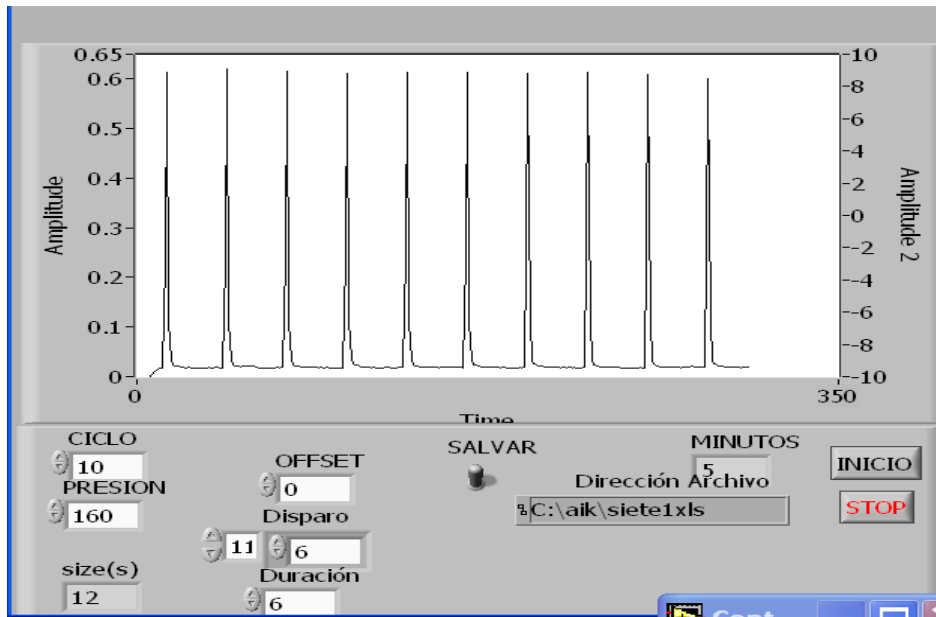 0.65
0.6
0.5
0.4
0.3
0.2
0.1
0
Amplitude
10
8
6
4
2
0
-2
-4
-6
-8
-10
Amplitude 2
0
350
Time
CICLO
10
PRESION
160
size(s)
12
OFFSET
0
Disparo
11
6
Duración
6
SALVAR
MINUTOS
5
Dirección Archivo
C:\aik\siete1xls
INICIO
STOP